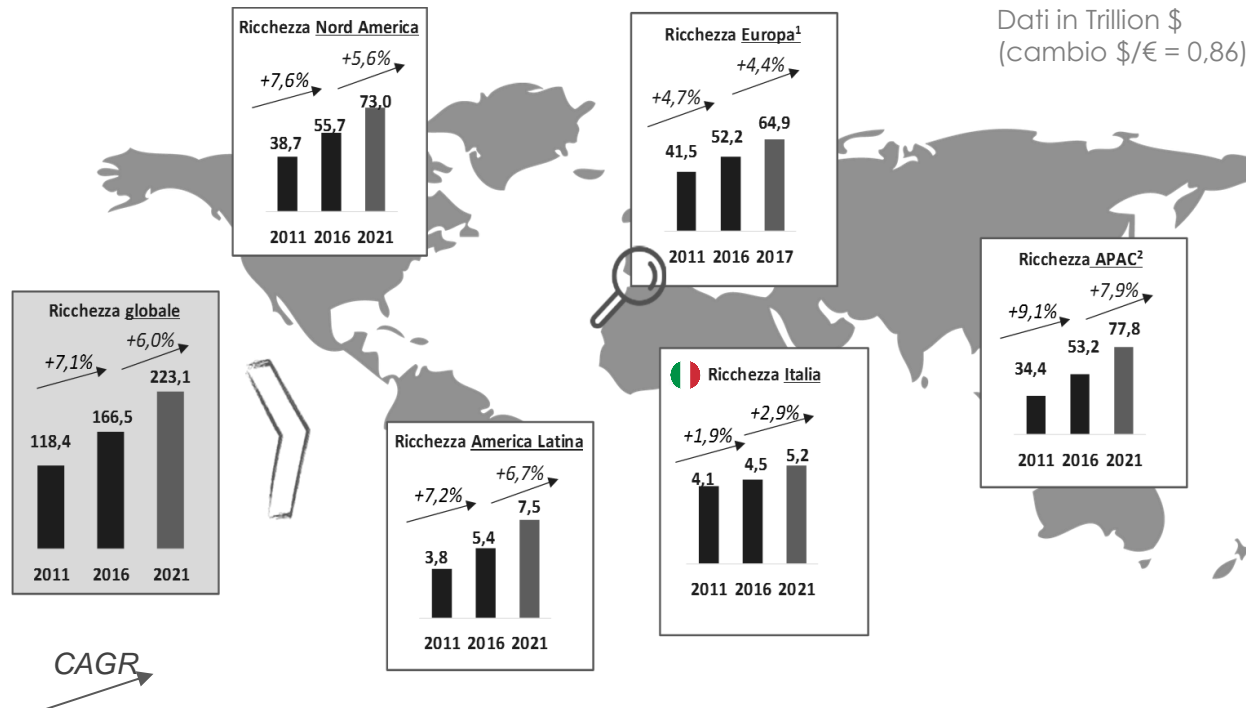 Dati in Trillion $
(cambio $/€ = 0,86)
Ricchezza Nord America
+7,6%
+5,6%
38,7
55,7
73,0
2011 2016 2021
Ricchezza Europa¹
+4,7%
+4,4%
41,5
52,2
64,9
2011 2016 2017
Ricchezza APAC²
+9,1%
+7,9%
34,4
53,2
77,8
2011 2016 2021
Ricchezza globale
+7,1%
+6,0%
118,4
166,5
223,1
2011 2016 2021
Ricchezza America Latina
+7,2%
+6,7%
3,8
5,4
7,5
2011 2016 2021
Ricchezza Italia
+1,9%
+2,9%
4,1
4,5
5,2
2011 2016 2021
CAGR